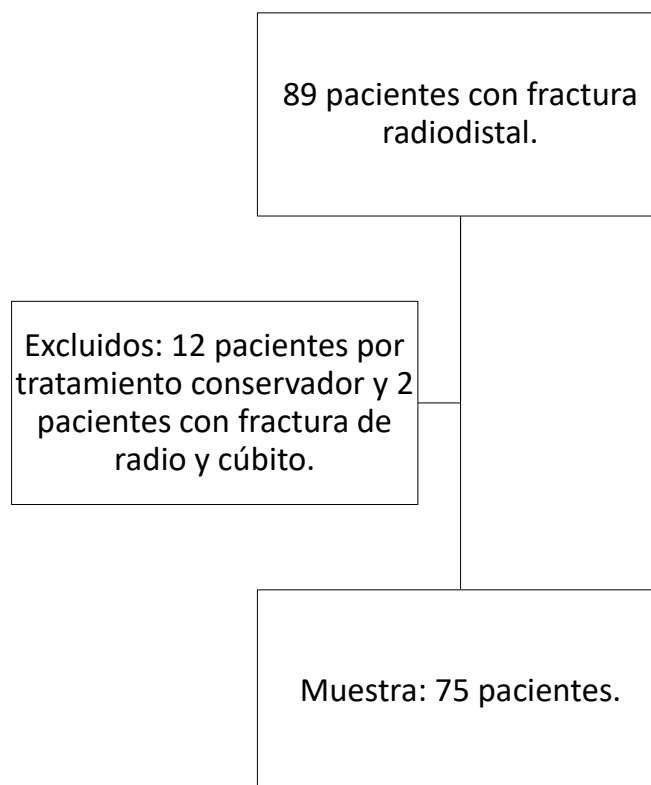 89 pacientes con fractura
radiodistal.
Excluidos: 12 pacientes por
tratamiento conservador y 2
pacientes con fractura de
radio y cúbito.
Muestra: 75 pacientes.